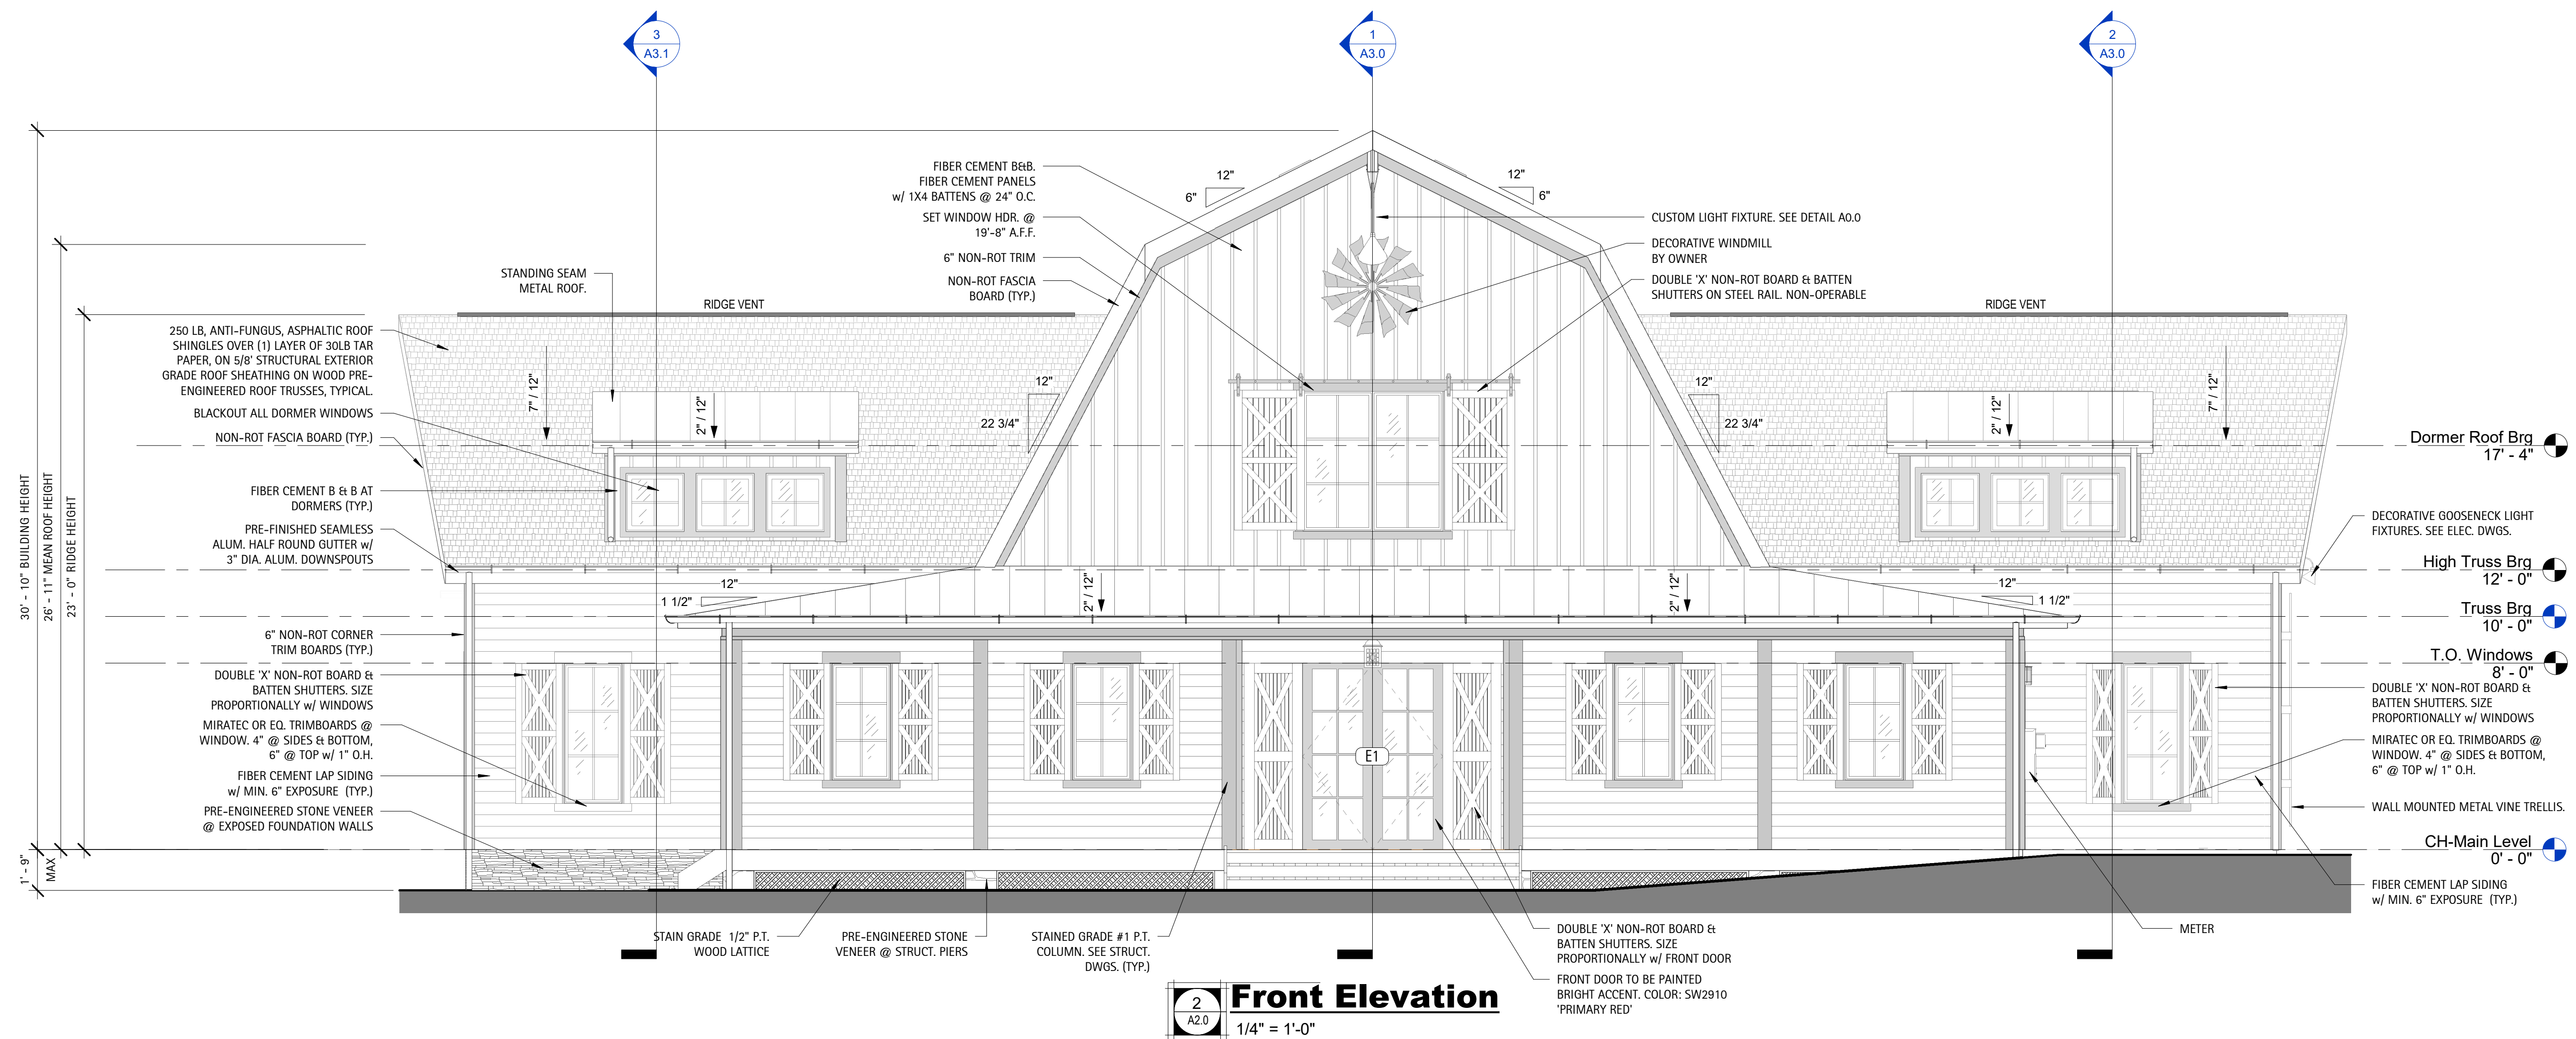 3
A3.1
1
A3.0
2
A3.0
30' - 10" BUILDING HEIGHT
26' - 11" MEAN ROOF HEIGHT
23' - 0" RIDGE HEIGHT
1' - 9"
MAX
STANDING SEAM
METAL ROOF.
RIDGE VENT
250 LB, ANTI-FUNGUS, ASPHALTIC ROOF
SHINGLES OVER (1) LAYER OF 30LB TAR
PAPER, ON 5/8' STRUCTURAL EXTERIOR
GRADE ROOF SHEATHING ON WOOD PRE-
ENGINEERED ROOF TRUSSES, TYPICAL.
BLACKOUT ALL DORMER WINDOWS
NON-ROT FASCIA BOARD (TYP.)
FIBER CEMENT B & B AT
DORMERS (TYP.)
PRE-FINISHED SEAMLESS
ALUM. HALF ROUND GUTTER w/
3" DIA. ALUM. DOWNSPOUTS
6" NON-ROT CORNER
TRIM BOARDS (TYP.)
DOUBLE 'X' NON-ROT BOARD &
BATTEN SHUTTERS. SIZE
PROPORTIONALLY w/ WINDOWS
MIRATEC OR EQ. TRIMBOARDS @
WINDOW. 4" @ SIDES & BOTTOM,
6" @ TOP w/ 1" O.H.
FIBER CEMENT LAP SIDING
w/ MIN. 6" EXPOSURE (TYP.)
PRE-ENGINEERED STONE VENEER
@ EXPOSED FOUNDATION WALLS
7" / 12"
2" / 12"
FIBER CEMENT B&B.
FIBER CEMENT PANELS
w/ 1X4 BATTENS @ 24" O.C.
SET WINDOW HDR. @
19'-8" A.F.F.
6" NON-ROT TRIM
NON-ROT FASCIA
BOARD (TYP.)
12"
6"
12"
6"
12"
22 3/4"
12"
22 3/4"
12"
1 1/2"
2" / 12"
2" / 12"
12"
1 1/2"
E1
CUSTOM LIGHT FIXTURE. SEE DETAIL A0.0
DECORATIVE WINDMILL
BY OWNER
DOUBLE 'X' NON-ROT BOARD & BATTEN
SHUTTERS ON STEEL RAIL. NON-OPERABLE
RIDGE VENT
2" / 12"
7" / 12"
Dormer Roof Brg
17' - 4"
DECORATIVE GOOSENECK LIGHT
FIXTURES. SEE ELEC. DWGS.
High Truss Brg
12' - 0"
Truss Brg
10' - 0"
T.O. Windows
8' - 0"
DOUBLE 'X' NON-ROT BOARD &
BATTEN SHUTTERS. SIZE
PROPORTIONALLY w/ WINDOWS
MIRATEC OR EQ. TRIMBOARDS @
WINDOW. 4" @ SIDES & BOTTOM,
6" @ TOP w/ 1" O.H.
WALL MOUNTED METAL VINE TRELLIS.
CH-Main Level
0' - 0"
FIBER CEMENT LAP SIDING
w/ MIN. 6" EXPOSURE (TYP.)
STAIN GRADE 1/2" P.T.
WOOD LATTICE
PRE-ENGINEERED STONE
VENEER @ STRUCT. PIERS
STAINED GRADE #1 P.T.
COLUMN. SEE STRUCT.
DWGS. (TYP.)
DOUBLE 'X' NON-ROT BOARD &
BATTEN SHUTTERS. SIZE
PROPORTIONALLY w/ FRONT DOOR
FRONT DOOR TO BE PAINTED
BRIGHT ACCENT. COLOR: SW2910
'PRIMARY RED'
METER
2
A2.0
Front Elevation
1/4" = 1'-0"